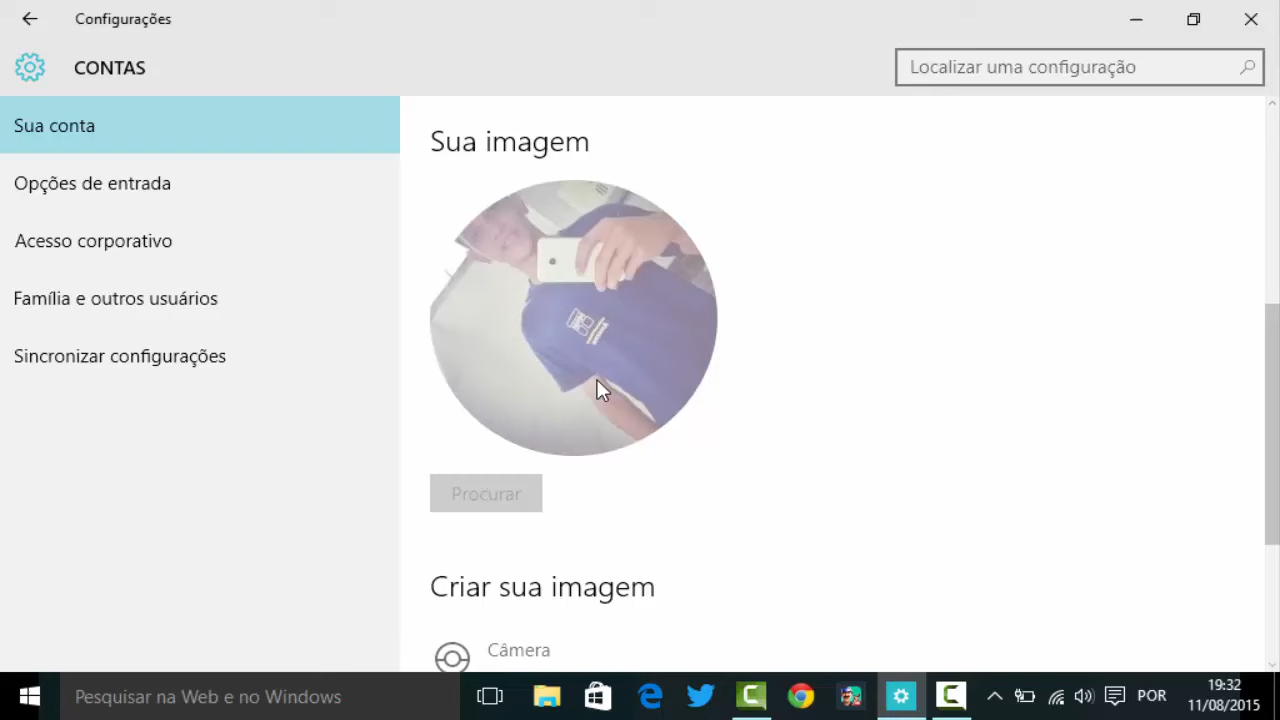 Configurações
CONTAS
Localizar uma configuração
Sua conta
Opções de entrada
Acesso corporativo
Família e outros usuários
Sincronizar configurações
Sua imagem
Procurar
Criar sua imagem
Câmera
Pesquisar na Web e no Windows
POR
19:32
11/08/2015